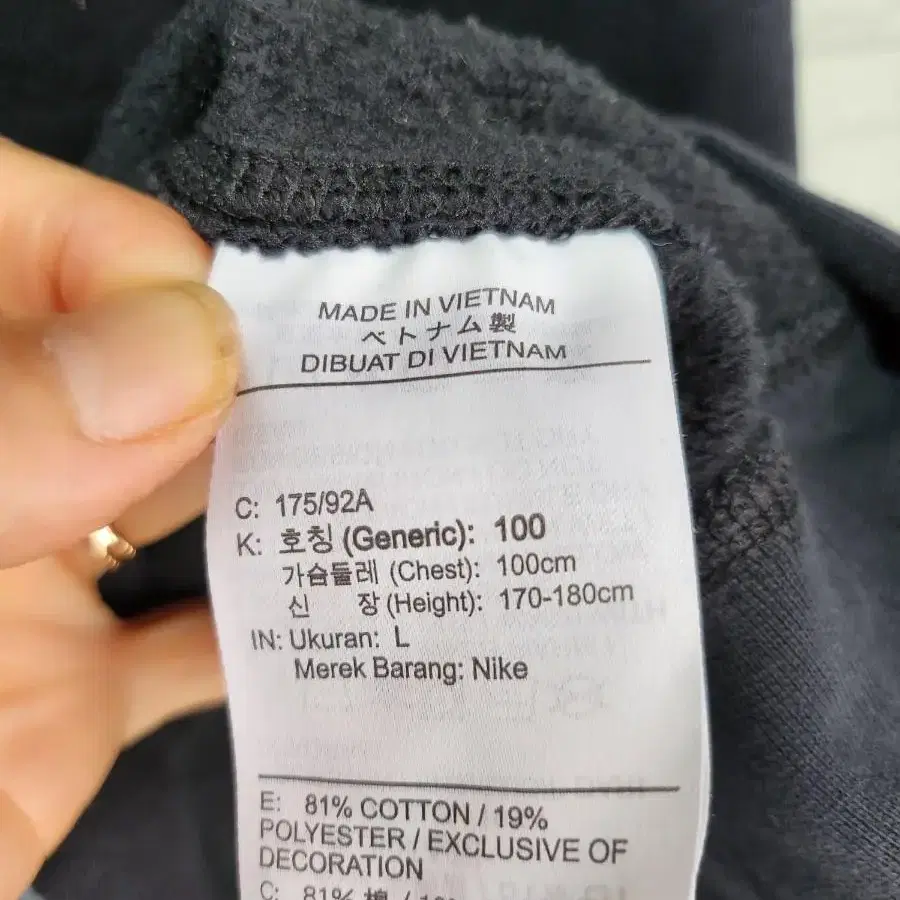 MADE IN VIETNAM
ベトナム製
DIBUAT DI VIETNAM
C: 175/92A
K: 호칭 (Generic): 100
가슴둘레 (Chest): 100cm
신 장 (Height): 170-180cm
IN: Ukuran: L
Merek Barang: Nike
E: 81% COTTON / 19%
POLYESTER / EXCLUSIVE OF
DECORATION
C: 81% 棉 /